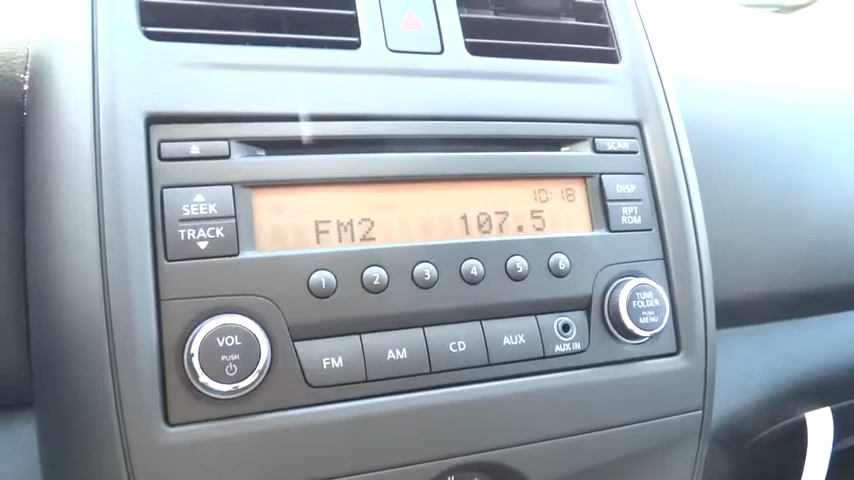 SCAN
SEEK
TRACK
10:18
FM2 107.5
DISP
RPT
RDM
1 2 3 4 5 6
VOL
PUSH
FM AM CD AUX
AUX IN
TUNE
FOLDER
PUSH
MENU